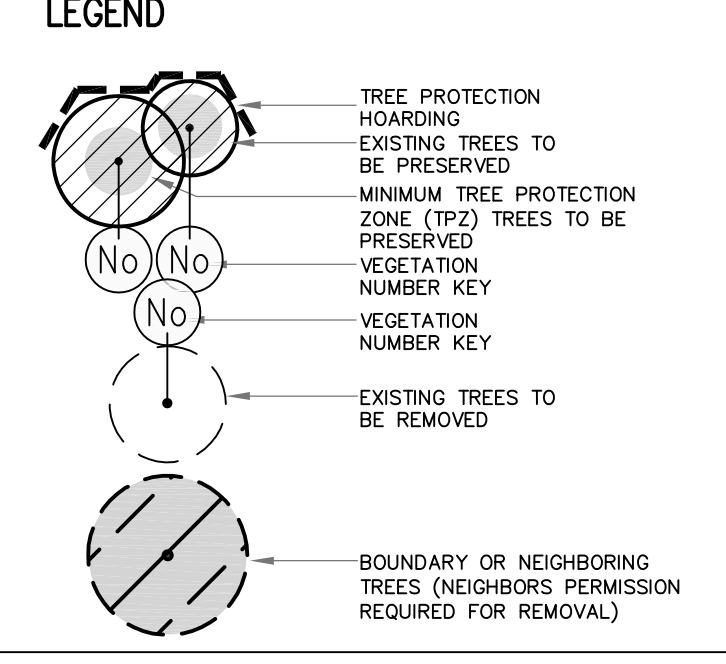 LEGEND
TREE PROTECTION
HOARDING
EXISTING TREES TO
BE PRESERVED
MINIMUM TREE PROTECTION
ZONE (TPZ) TREES TO BE
PRESERVED
No No
VEGETATION
NUMBER KEY
No
VEGETATION
NUMBER KEY
EXISTING TREES TO
BE REMOVED
BOUNDARY OR NEIGHBORING
TREES (NEIGHBORS PERMISSION
REQUIRED FOR REMOVAL)